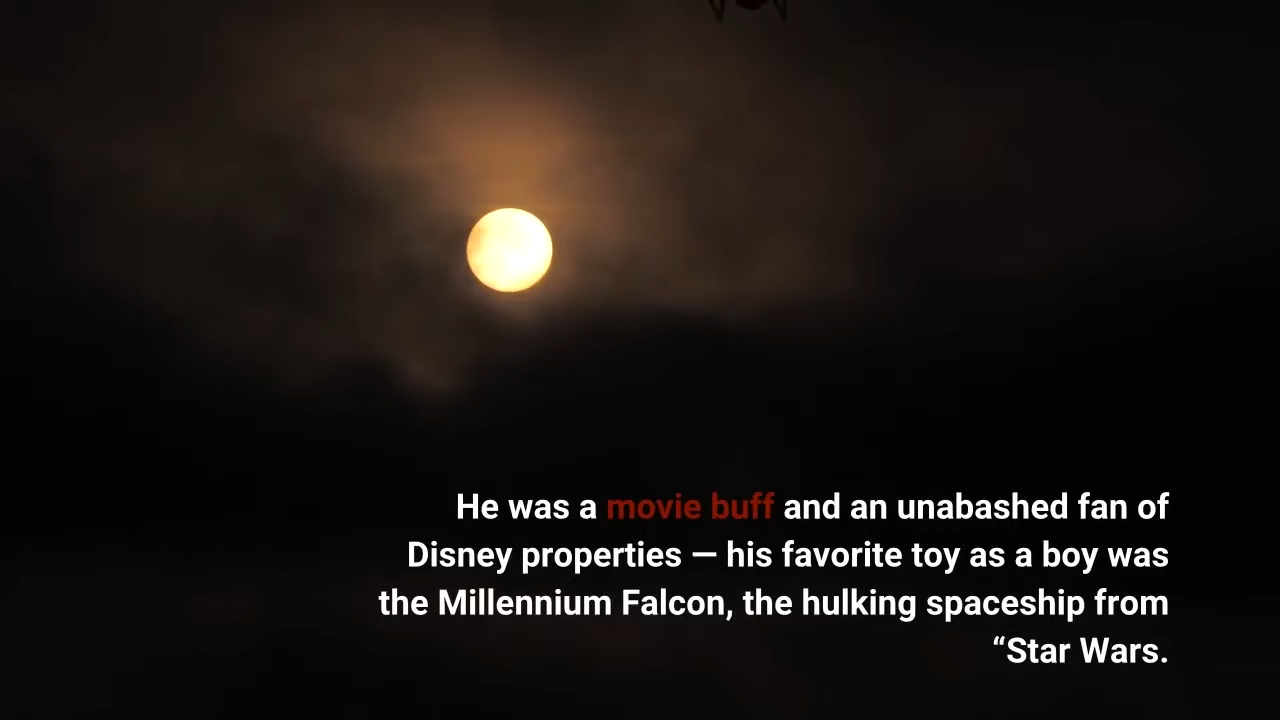 He was a movie buff and an unabashed fan of
Disney properties — his favorite toy as a boy was
the Millennium Falcon, the hulking spaceship from
“Star Wars.